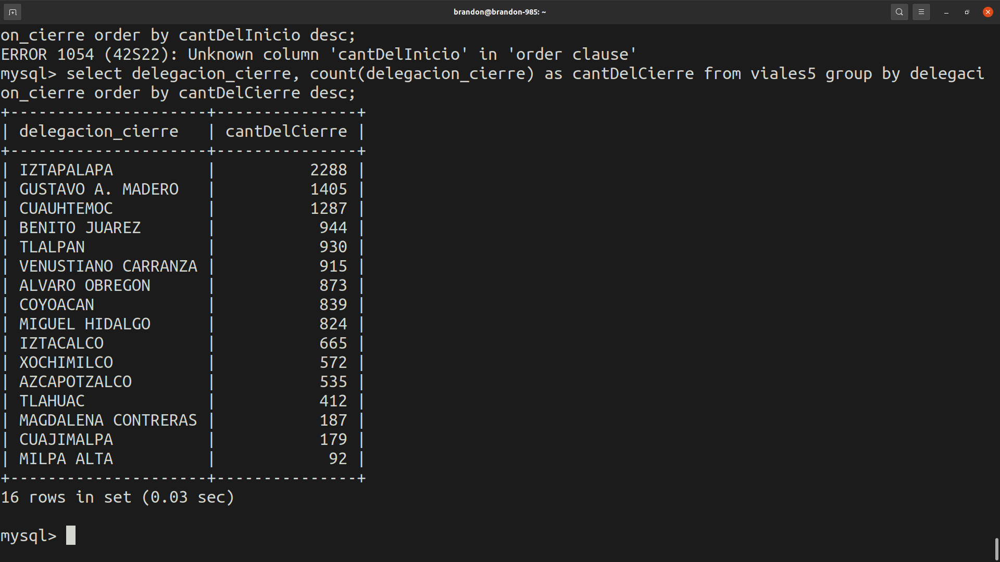 brandon@brandon-985: ~
on_cierre order by cantDelInicio desc;
ERROR 1054 (42S22): Unknown column 'cantDelInicio' in 'order clause'
mysql> select delegacion_cierre, count(delegacion_cierre) as cantDelCierre from viales5 group by delegaci
on_cierre order by cantDelCierre desc;
+---------------------+---------------+
| delegacion_cierre   | cantDelCierre |
+---------------------+---------------+
| IZTAPALAPA          |          2288 |
| GUSTAVO A. MADERO   |          1405 |
| CUAUHTEMOC          |          1287 |
| BENITO JUAREZ       |           944 |
| TLALPAN             |           930 |
| VENUSTIANO CARRANZA |           915 |
| ALVARO OBREGON      |           873 |
| COYOACAN            |           839 |
| MIGUEL HIDALGO      |           824 |
| IZTACALCO           |           665 |
| XOCHIMILCO          |           572 |
| AZCAPOTZALCO        |           535 |
| TLAHUAC             |           412 |
| MAGDALENA CONTRERAS |           187 |
| CUAJIMALPA          |           179 |
| MILPA ALTA          |            92 |
+---------------------+---------------+
16 rows in set (0.03 sec)
mysql>